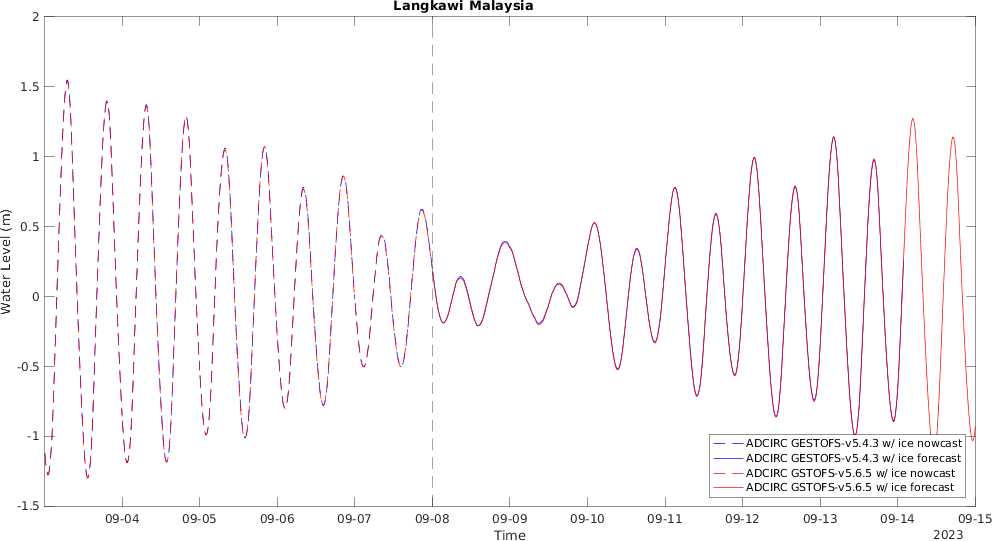 Langkawi Malaysia
2
1.5
1
0.5
0
-0.5
-1
-1.5
Water Level (m)
09-04 09-05 09-06 09-07 09-08 09-09 09-10 09-11 09-12 09-13 09-14 09-15
Time
2023
ADCIRC GESTOFS-v5.4.3 w/ ice nowcast
ADCIRC GESTOFS-v5.4.3 w/ ice forecast
ADCIRC GSTOFS-v5.6.5 w/ ice nowcast
ADCIRC GSTOFS-v5.6.5 w/ ice forecast